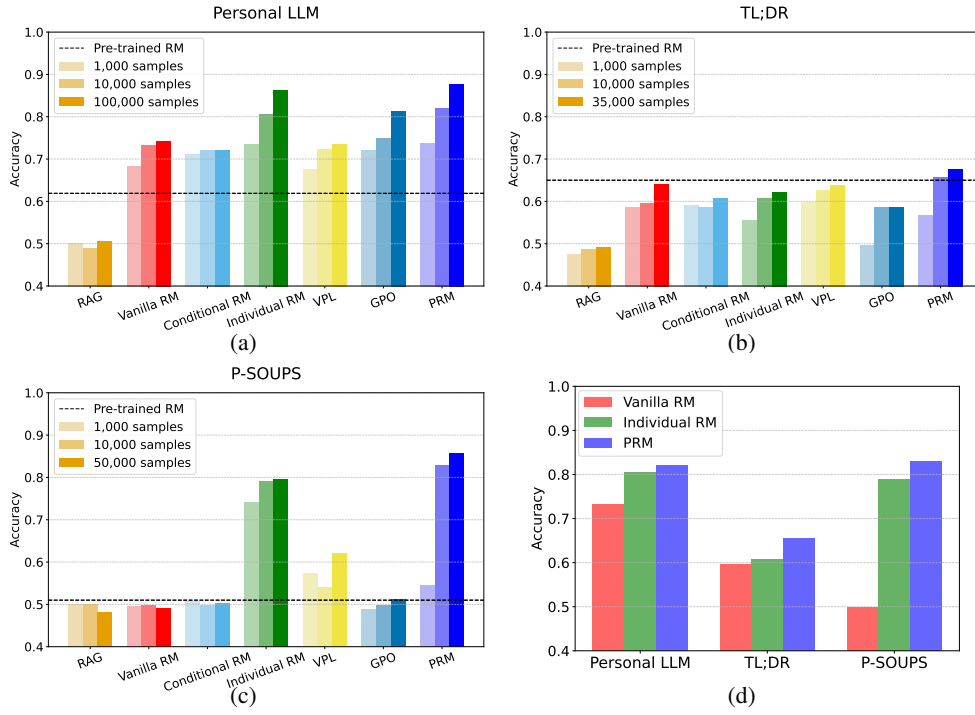 Personal LLM
1.0
0.9
0.8
0.7
0.6
0.5
0.4
Accuracy
Pre-trained RM
1,000 samples
10,000 samples
100,000 samples
RAG
Vanilla RM
Conditional RM
Individual RM
VPL
GPO
PRM
(a)
TL;DR
1.0
0.9
0.8
0.7
0.6
0.5
0.4
Accuracy
Pre-trained RM
1,000 samples
10,000 samples
35,000 samples
RAG
Vanilla RM
Conditional RM
Individual RM
VPL
GPO
PRM
(b)
P-SOUPS
1.0
0.9
0.8
0.7
0.6
0.5
0.4
Accuracy
Pre-trained RM
1,000 samples
10,000 samples
50,000 samples
RAG
Vanilla RM
Conditional RM
Individual RM
VPL
GPO
PRM
(c)
1.0
0.9
0.8
0.7
0.6
0.5
0.4
Accuracy
Vanilla RM
Individual RM
PRM
Personal LLM
TL;DR
P-SOUPS
(d)